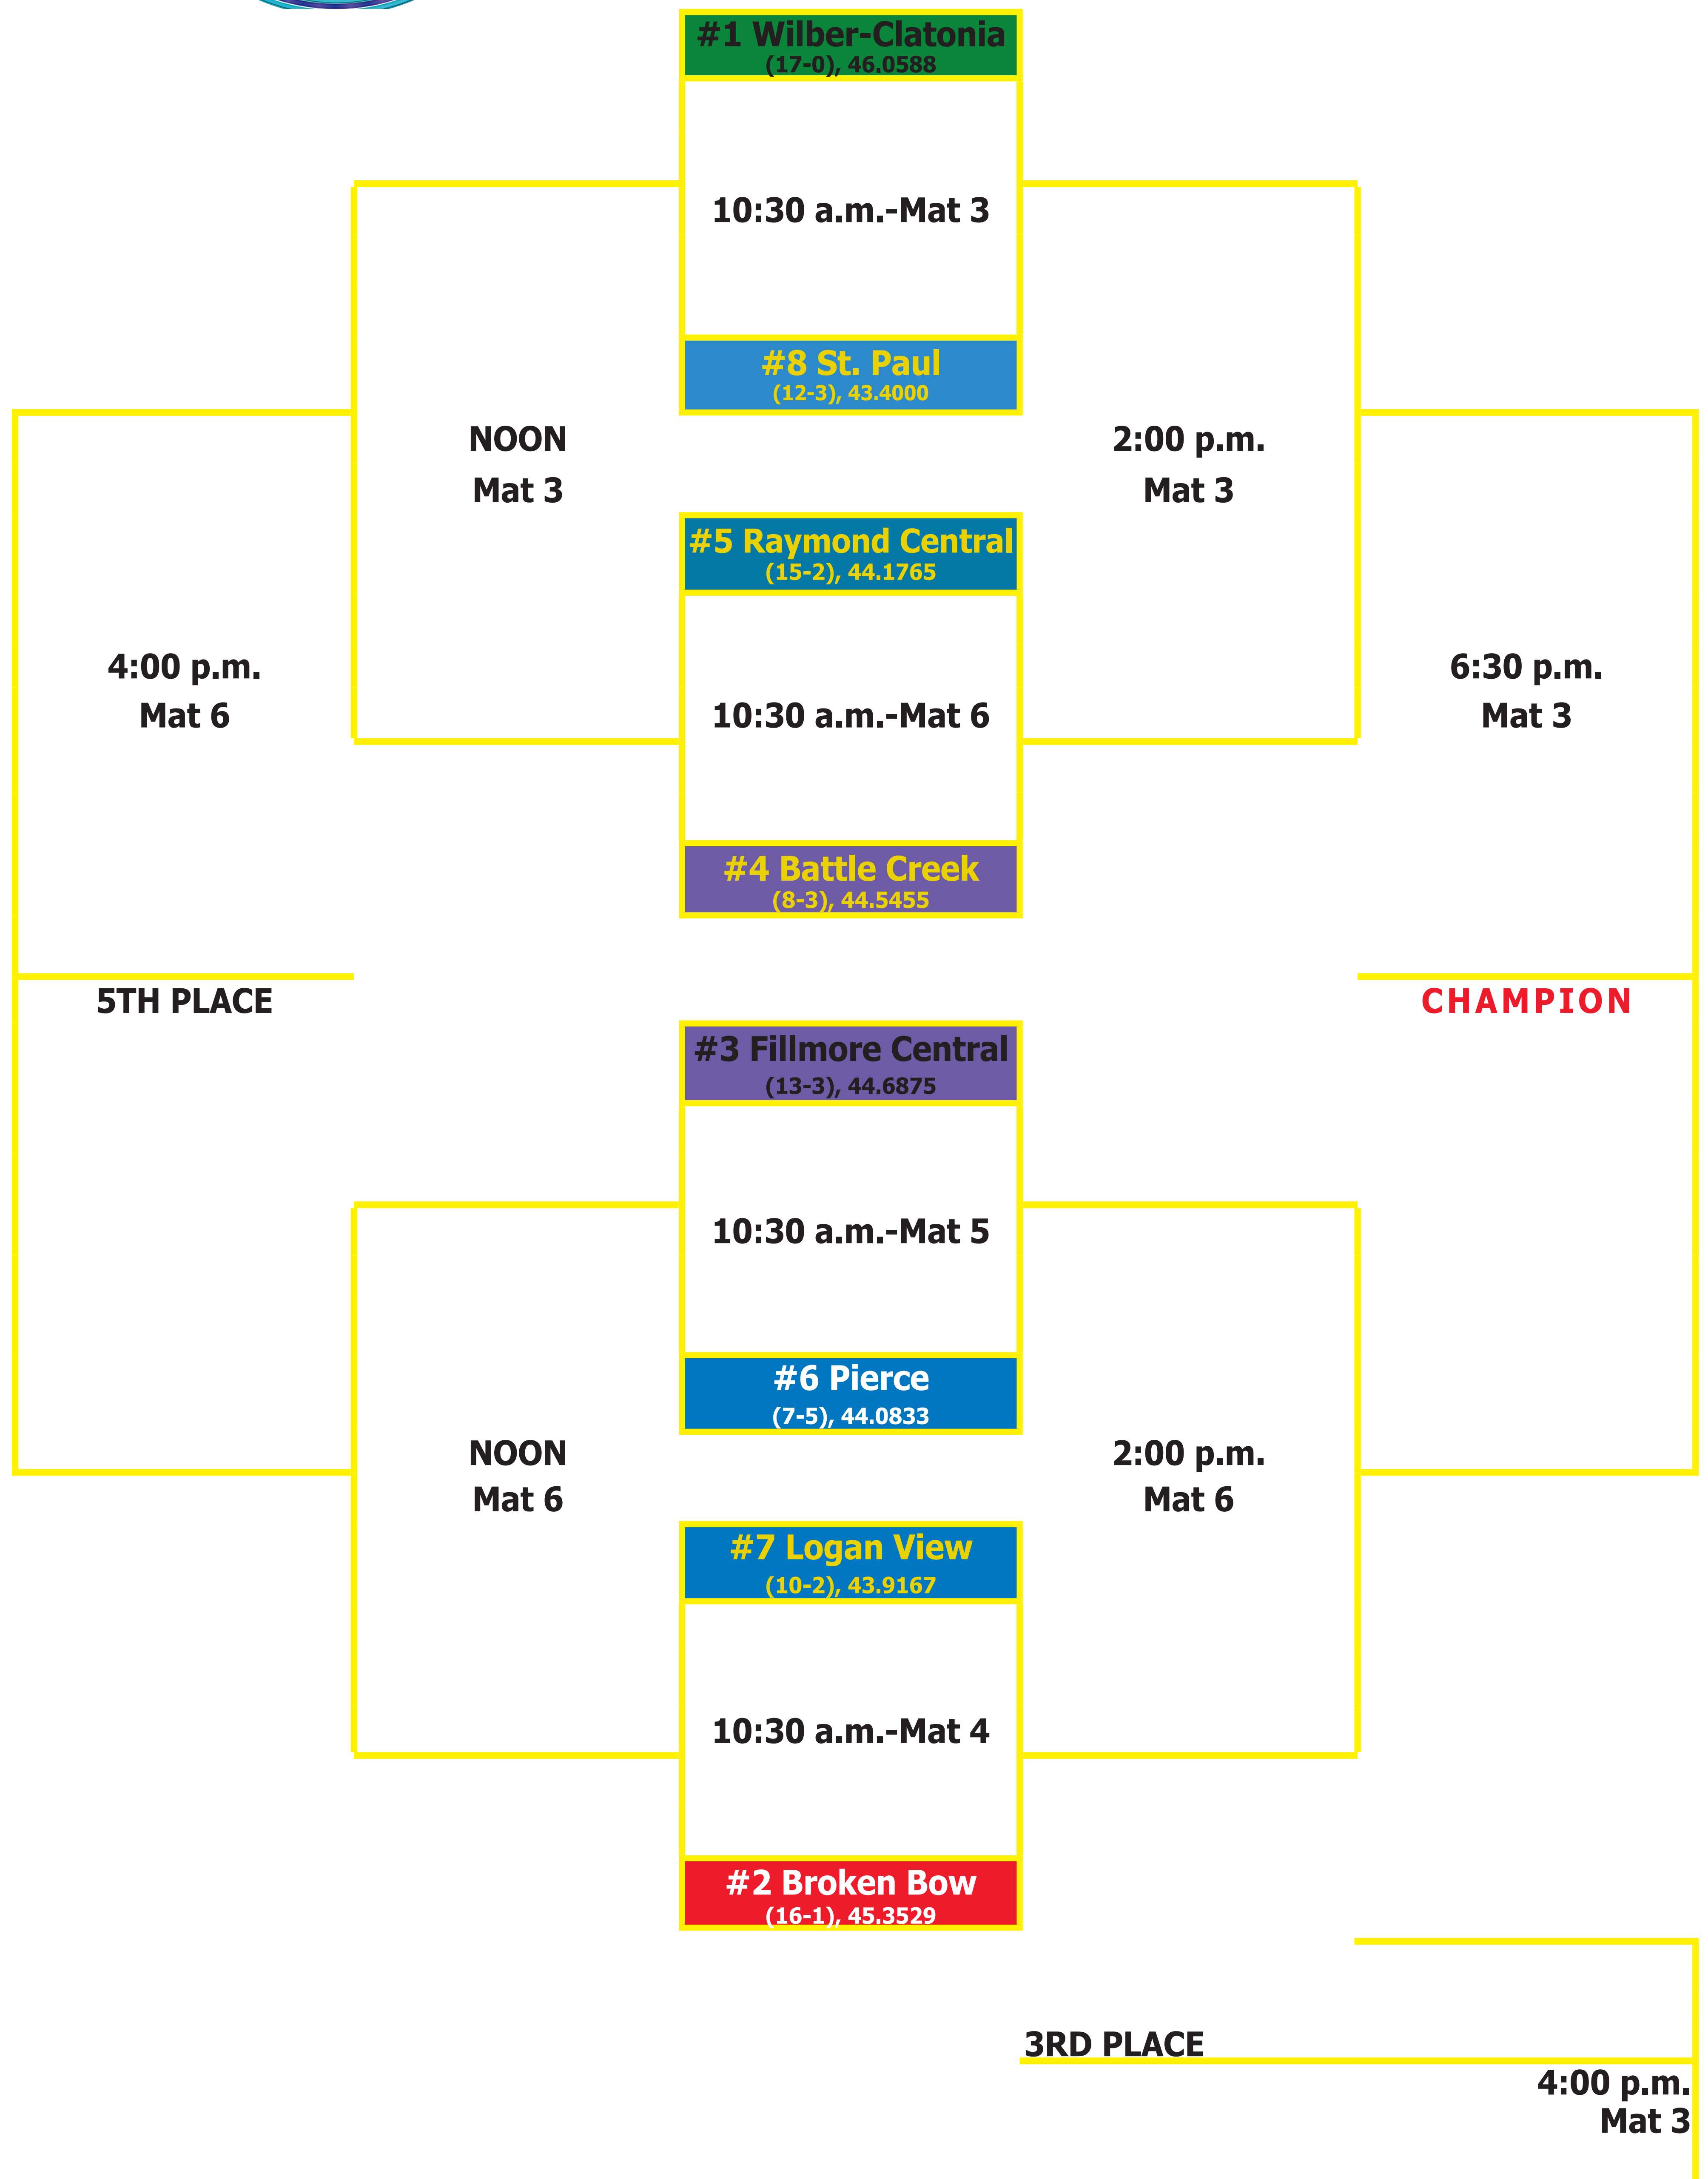 #1 Wilber-Clatonia
(17-0), 46.0588
10:30 a.m.-Mat 3
#8 St. Paul
(12-3), 43.4000
NOON
Mat 3
2:00 p.m.
Mat 3
#5 Raymond Central
(15-2), 44.1765
4:00 p.m.
Mat 6
10:30 a.m.-Mat 6
6:30 p.m.
Mat 3
#4 Battle Creek
(8-3), 44.5455
5TH PLACE
CHAMPION
#3 Fillmore Central
(13-3), 44.6875
10:30 a.m.-Mat 5
#6 Pierce
(7-5), 44.0833
NOON
Mat 6
2:00 p.m.
Mat 6
#7 Logan View
(10-2), 43.9167
10:30 a.m.-Mat 4
#2 Broken Bow
(16-1), 45.3529
3RD PLACE
4:00 p.m.
Mat 3